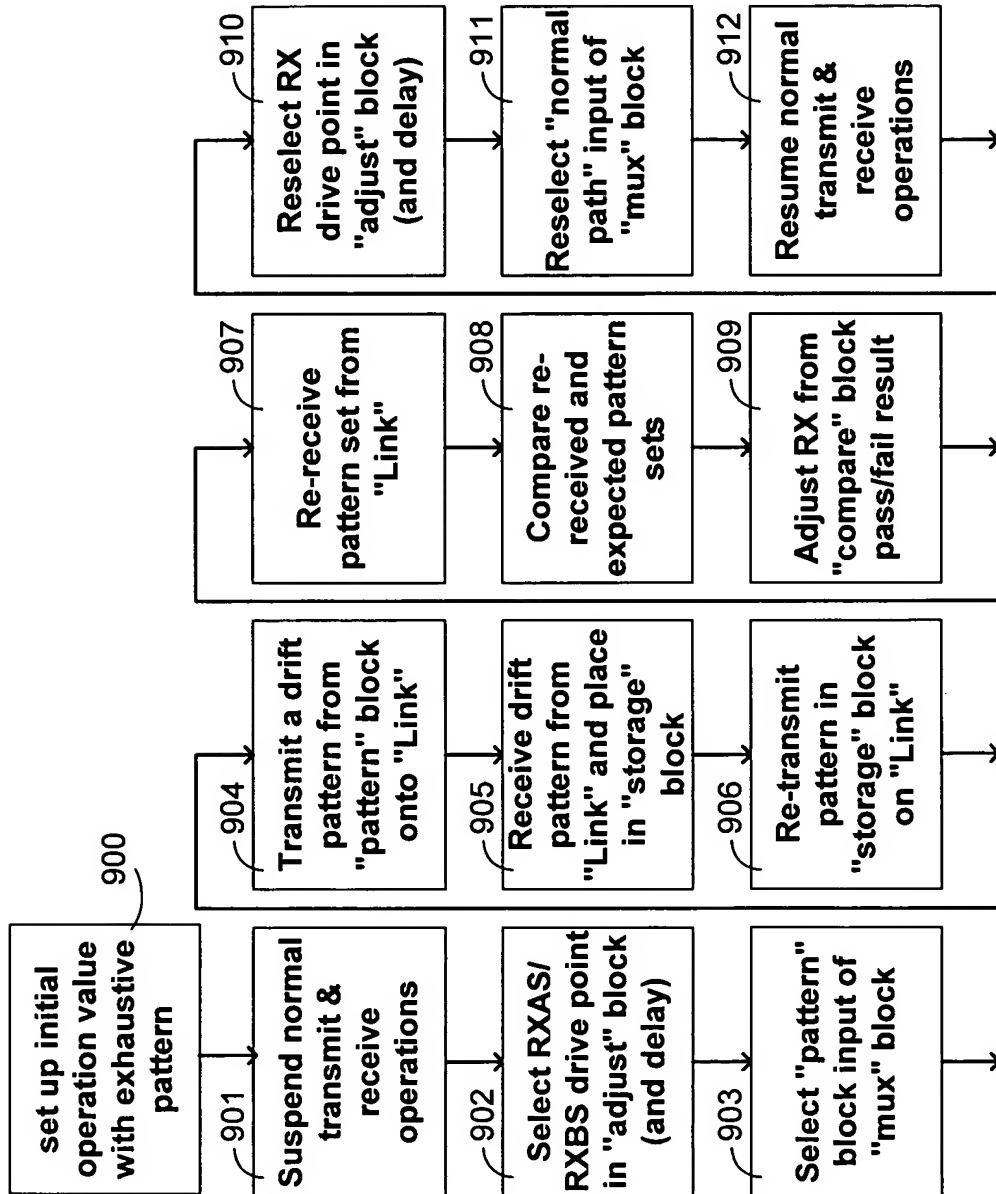 set up initial
operation value
with exhaustive
pattern
900
901
Suspend normal
transmit &
receive
operations
902
Select RXAS/
RXBS drive point
in "adjust" block
(and delay)
903
Select "pattern"
block input of
"mux" block
904
Transmit a drift
pattern from
"pattern" block
onto "Link"
905
Receive drift
pattern from
"Link" and place
in "storage"
block
906
Re-transmit
pattern in
"storage" block
on "Link"
907
Re-receive
pattern set from
"Link"
908
Compare re-
received and
expected pattern
sets
909
Adjust RX from
"compare" block
pass/fail result
910
Reselect RX
drive point in
"adjust" block
(and delay)
911
Reselect "normal
path" input of
"mux" block
912
Resume normal
transmit &
receive
operations